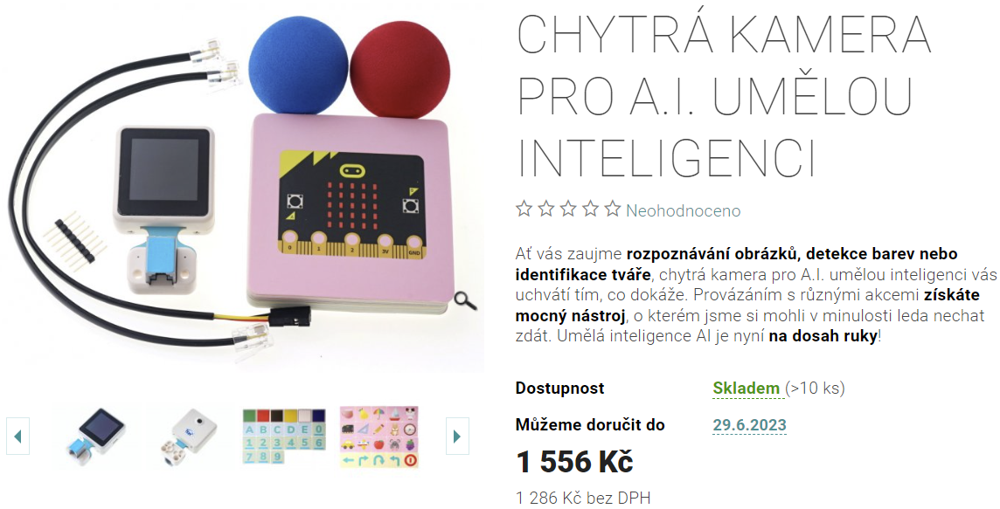 CHYTRÁ KAMERA
PRO A.I. UMĚLOU
INTELIGENCI
Neohodnoceno
Ať vás zaujme rozpoznávání obrázků, detekce barev nebo
identifikace tváře, chytrá kamera pro A.I. umělou inteligenci vás
uchvátí tím, co dokáže. Provázáním s různými akcemi získáte
mocný nástroj, o kterém jsme si mohli v minulosti leda nechat
zdát. Umělá inteligence AI je nyní na dosah ruky!
Dostupnost Skladem (>10 ks)
Můžeme doručit do 29.6.2023
1 556 Kč
1 286 Kč bez DPH
0 1 2 3V GND
A B C D E 0
1 2 3 4 5 6
7 8 9